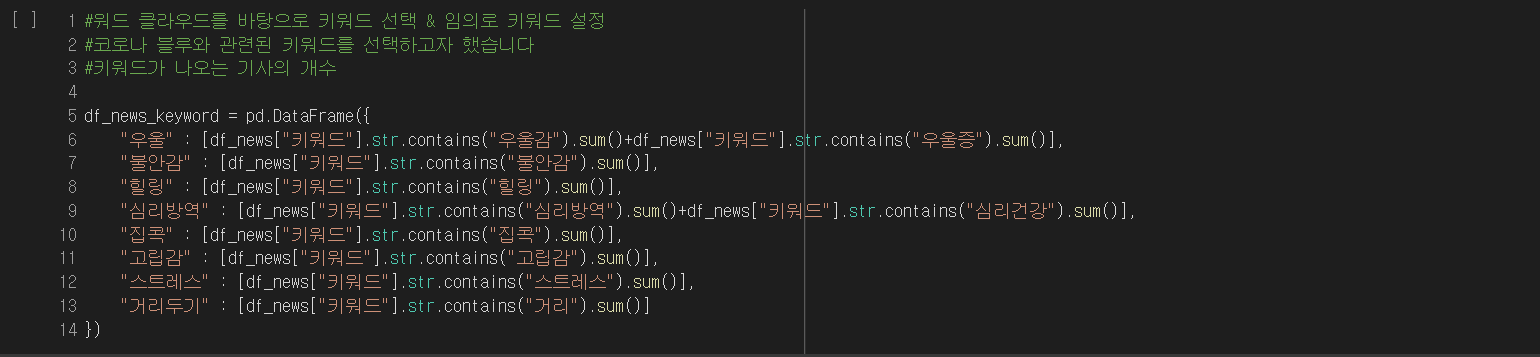 [ ] 1 #워드 클라우드를 바탕으로 키워드 선택 & 임의로 키워드 설정
2 #코로나 블루와 관련된 키워드를 선택하고자 했습니다
3 #키워드가 나오는 기사의 개수
4
5 df_news_keyword = pd.DataFrame({
6     "우울" : [df_news["키워드"].str.contains("우울감").sum()+df_news["키워드"].str.contains("우울증").sum()],
7     "불안감" : [df_news["키워드"].str.contains("불안감").sum()],
8     "힐링" : [df_news["키워드"].str.contains("힐링").sum()],
9     "심리방역" : [df_news["키워드"].str.contains("심리방역").sum()+df_news["키워드"].str.contains("심리건강").sum()],
10     "집콕" : [df_news["키워드"].str.contains("집콕").sum()],
11     "고립감" : [df_news["키워드"].str.contains("고립감").sum()],
12     "스트레스" : [df_news["키워드"].str.contains("스트레스").sum()],
13     "거리두기" : [df_news["키워드"].str.contains("거리").sum()]
14 })